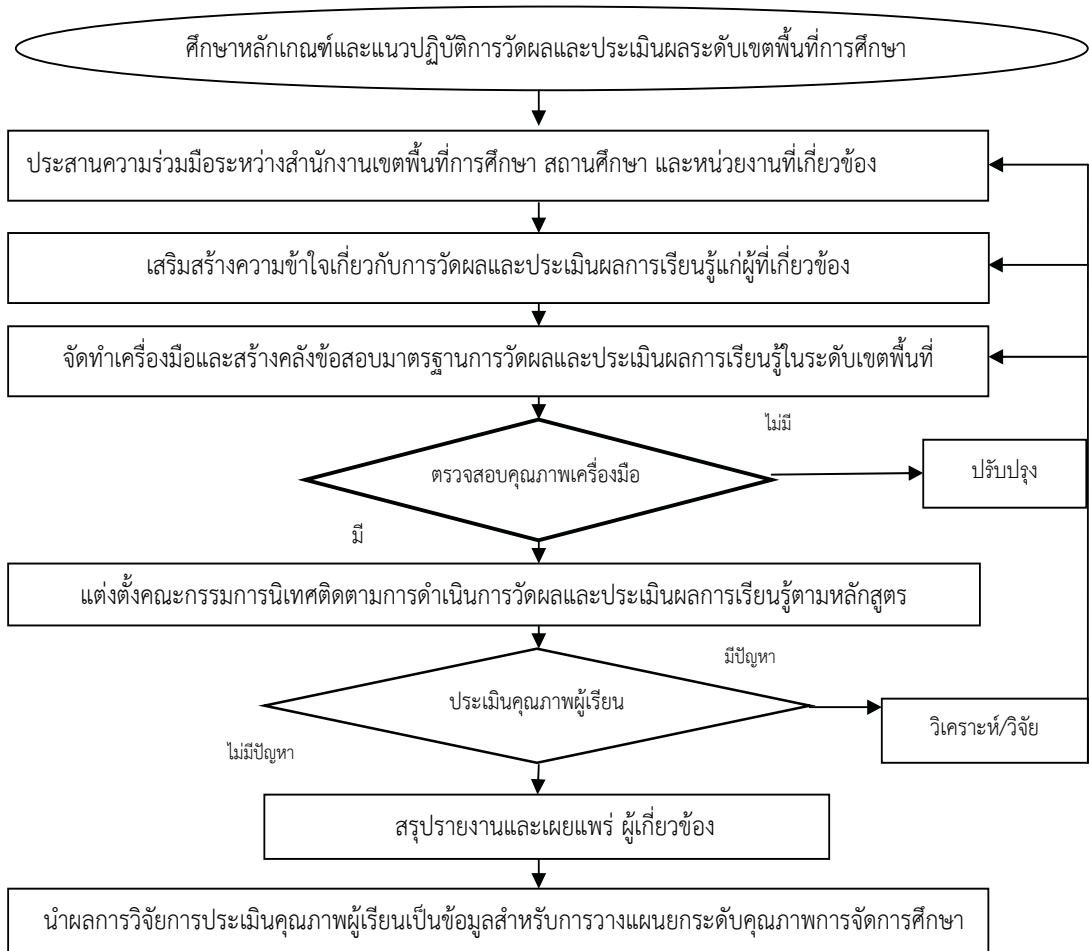 ศึกษาหลักเกณฑ์และแนวปฏิบัติการวัดผลและประเมินผลระดับเขตพื้นที่การศึกษา
ประสานความร่วมมือระหว่างสำนักงานเขตพื้นที่การศึกษา สถานศึกษา และหน่วยงานที่เกี่ยวข้อง
เสริมสร้างความข้าใจเกี่ยวกับการวัดผลและประเมินผลการเรียนรู้แก่ผู้ที่เกี่ยวข้อง
จัดทำเครื่องมือและสร้างคลังข้อสอบมาตรฐานการวัดผลและประเมินผลการเรียนรู้ในระดับเขตพื้นที่
ไม่มี
ตรวจสอบคุณภาพเครื่องมือ
ปรับปรุง
มี
แต่งตั้งคณะกรรมการนิเทศติดตามการดำเนินการวัดผลและประเมินผลการเรียนรู้ตามหลักสูตร
มีปัญหา
ประเมินคุณภาพผู้เรียน
วิเคราะห์/วิจัย
ไม่มีปัญหา
สรุปรายงานและเผยแพร่ ผู้เกี่ยวข้อง
นำผลการวิจัยการประเมินคุณภาพผู้เรียนเป็นข้อมูลสำหรับการวางแผนยกระดับคุณภาพการจัดการศึกษา